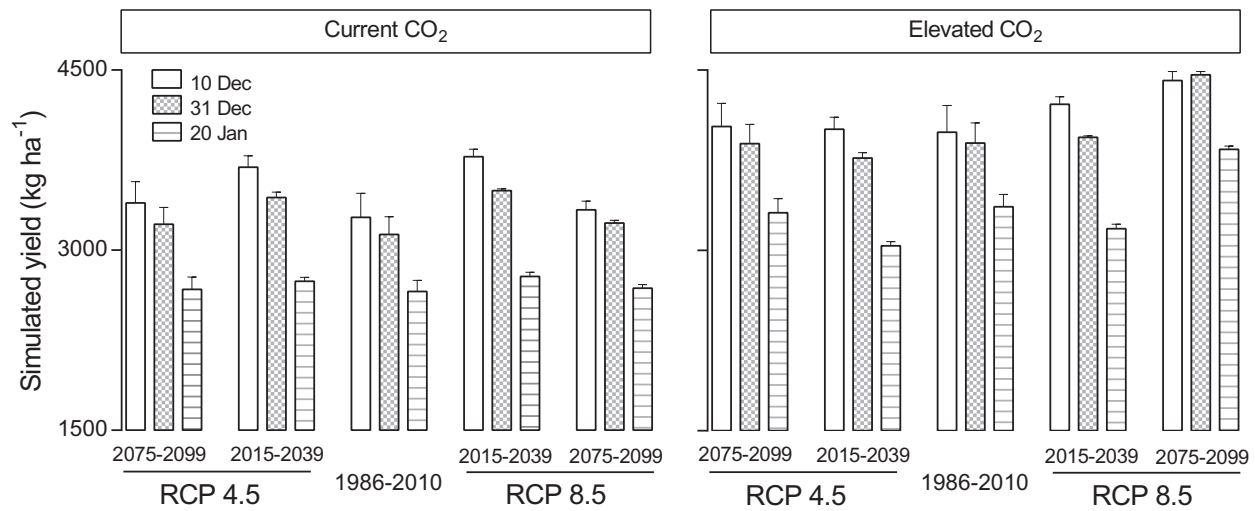 Current CO₂
Elevated CO₂
Simulated yield (kg ha⁻¹)
4500
3000
1500
10 Dec
31 Dec
20 Jan
2075-2099 2015-2039 1986-2010 2015-2039 2075-2099
RCP 4.5 RCP 8.5
2075-2099 2015-2039 1986-2010 2015-2039 2075-2099
RCP 4.5 RCP 8.5